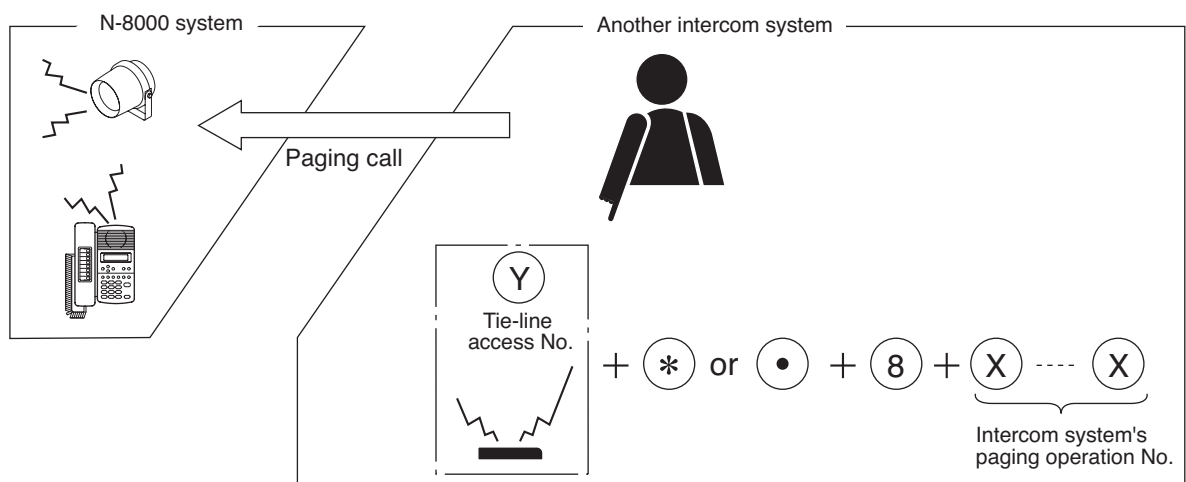 N-8000 system
Another intercom system
Paging call
Y
Tie-line
access No.
+ * or • + 8 + X ---- X
Intercom system's
paging operation No.